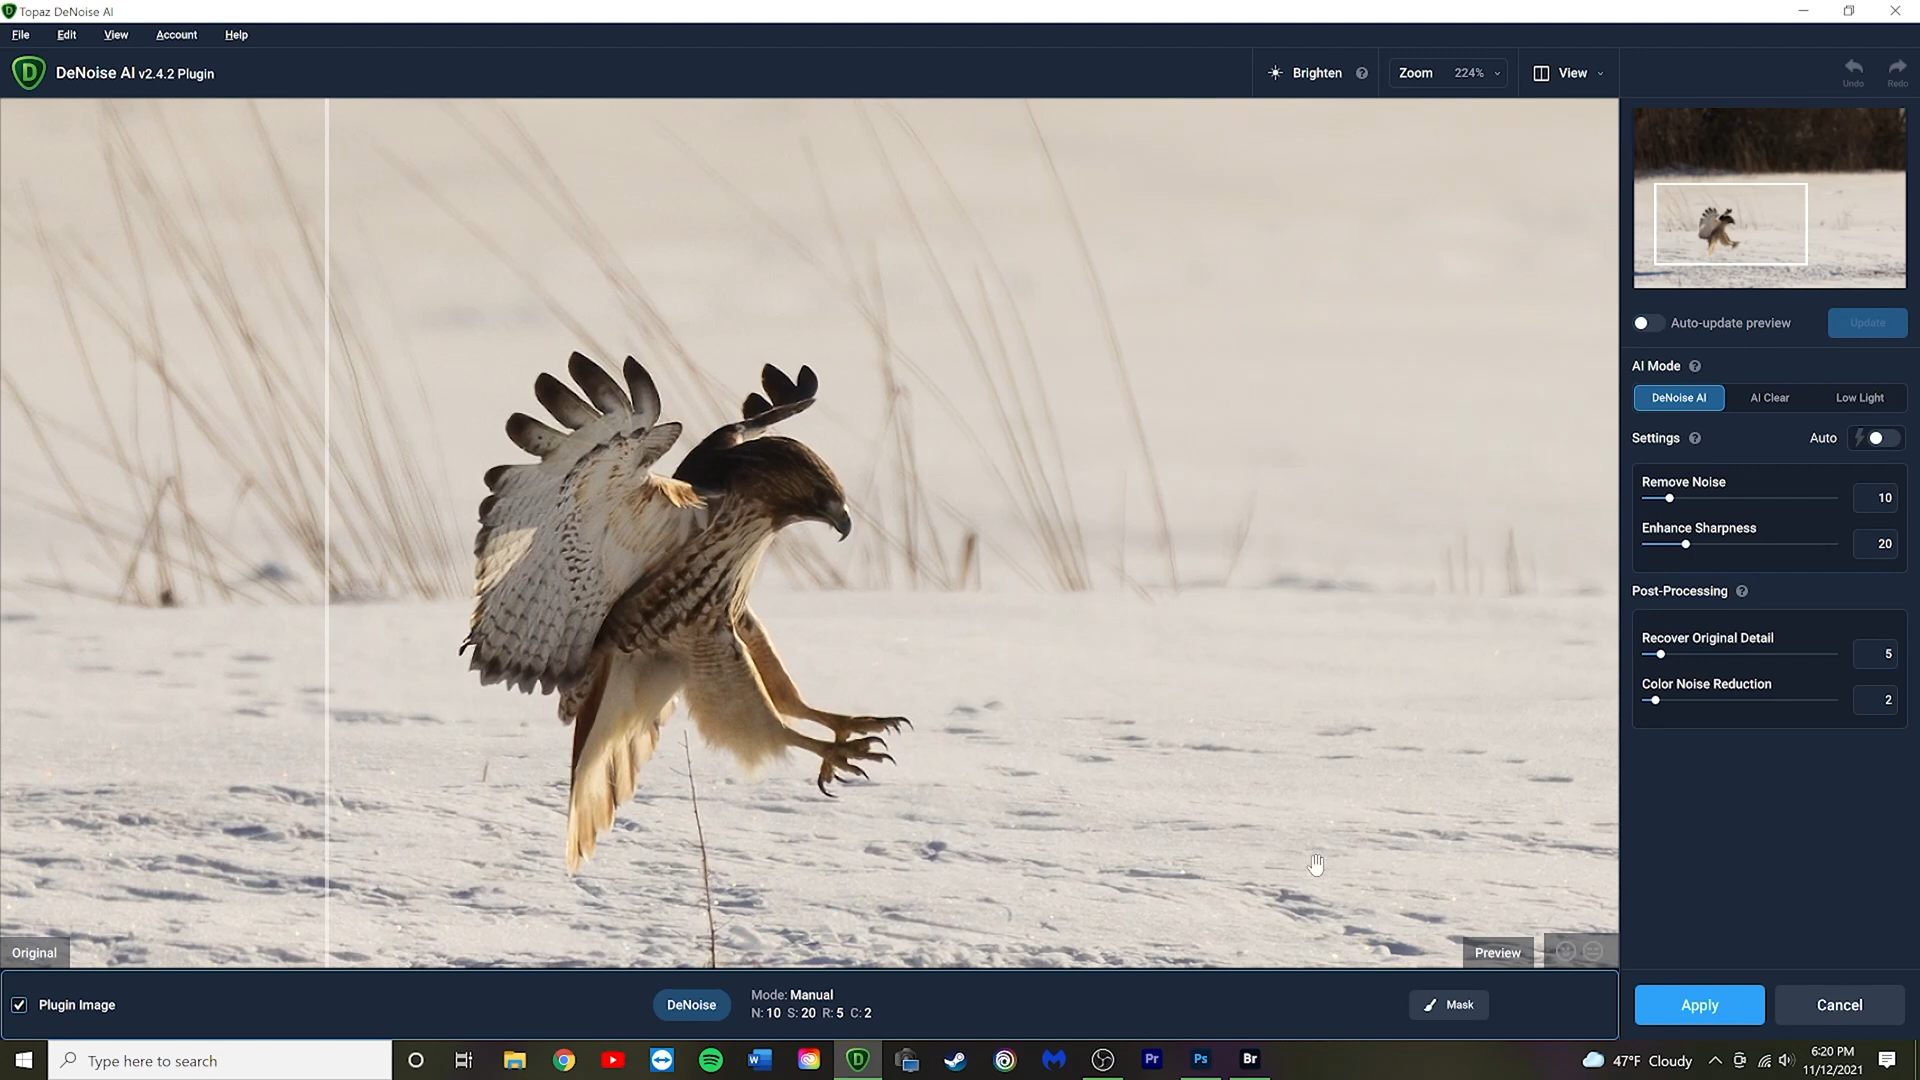 Topaz DeNoise AI
File Edit View Account Help
DeNoise AI v2.4.2 Plugin
Brighten
Zoom 224%
View
Undo
Redo
Auto-update preview
Update
AI Mode
DeNoise AI AI Clear Low Light
Settings Auto
Remove Noise
10
Enhance Sharpness
20
Post-Processing
Recover Original Detail
5
Color Noise Reduction
2
Original
Preview
Plugin Image
DeNoise
Mode: Manual
N: 10 S: 20 R: 5 C: 2
Mask
Apply
Cancel
Type here to search
Pr
Ps
Br
47°F Cloudy
6:20 PM
11/12/2021